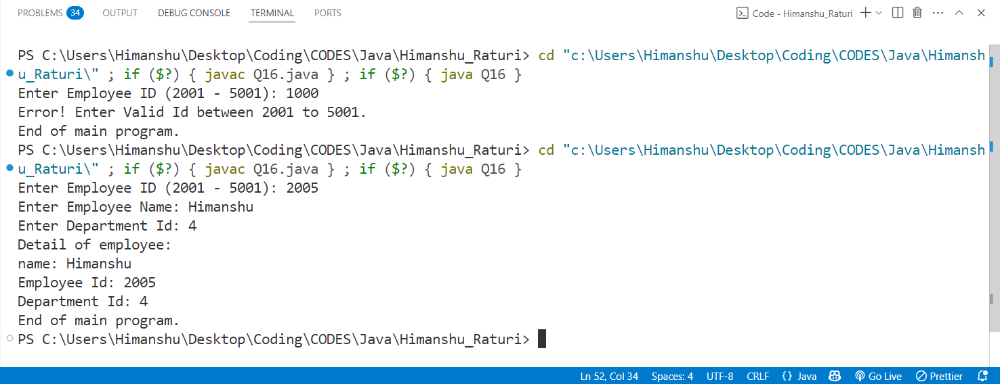 PROBLEMS 34 OUTPUT DEBUG CONSOLE TERMINAL PORTS Code - Himanshu_Raturi
PS C:\Users\Himanshu\Desktop\Coding\CODES\Java\Himanshu_Raturi> cd "c:\Users\Himanshu\Desktop\Coding\CODES\Java\Himansh
u_Raturi\" ; if ($?) { javac Q16.java } ; if ($?) { java Q16 }
Enter Employee ID (2001 - 5001): 1000
Error! Enter Valid Id between 2001 to 5001.
End of main program.
PS C:\Users\Himanshu\Desktop\Coding\CODES\Java\Himanshu_Raturi> cd "c:\Users\Himanshu\Desktop\Coding\CODES\Java\Himansh
u_Raturi\" ; if ($?) { javac Q16.java } ; if ($?) { java Q16 }
Enter Employee ID (2001 - 5001): 2005
Enter Employee Name: Himanshu
Enter Department Id: 4
Detail of employee:
name: Himanshu
Employee Id: 2005
Department Id: 4
End of main program.
PS C:\Users\Himanshu\Desktop\Coding\CODES\Java\Himanshu_Raturi>
Ln 52, Col 34 Spaces: 4 UTF-8 CRLF {} Java Go Live Prettier